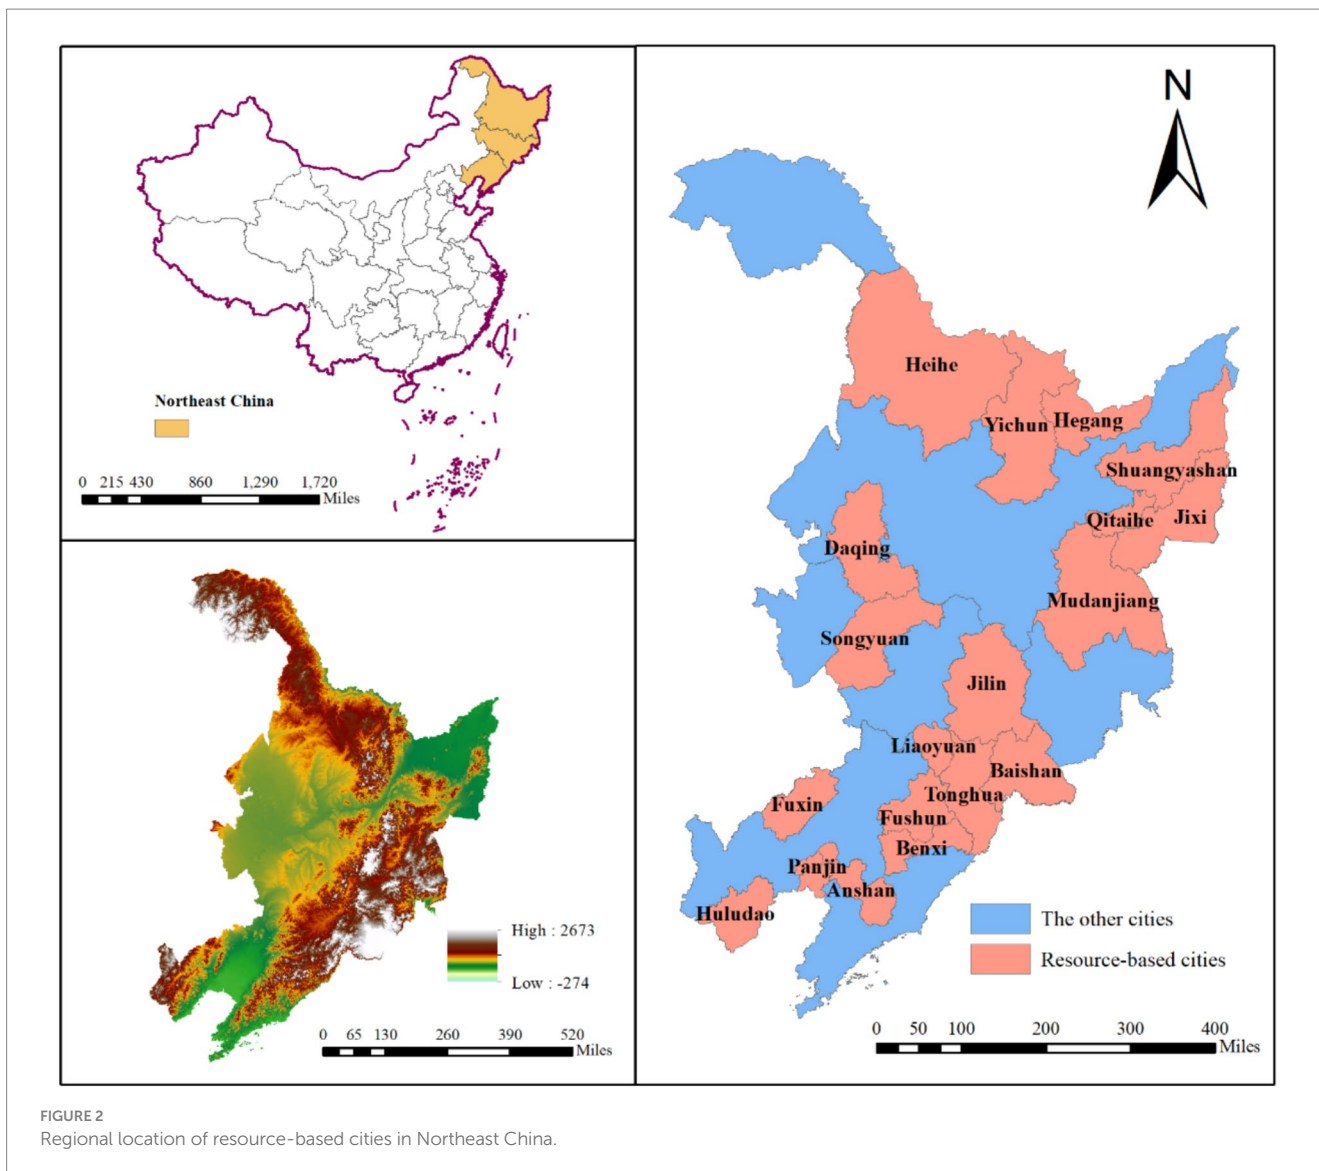 Northeast China
0 215 430 860 1,290 1,720
Miles
High : 2673
Low : -274
0 65 130 260 390 520
Miles
N
Heihe
Yichun
Hegang
Shuangyashan
Qitaihe
Jixi
Daqing
Mudanjiang
Songyuan
Jilin
Liaoyuan
Baishan
Tonghua
Fuxin
Fushun
Benxi
Panjin
Anshan
Huludao
The other cities
Resource-based cities
0 50 100 200 300 400
Miles
FIGURE 2
Regional location of resource-based cities in Northeast China.